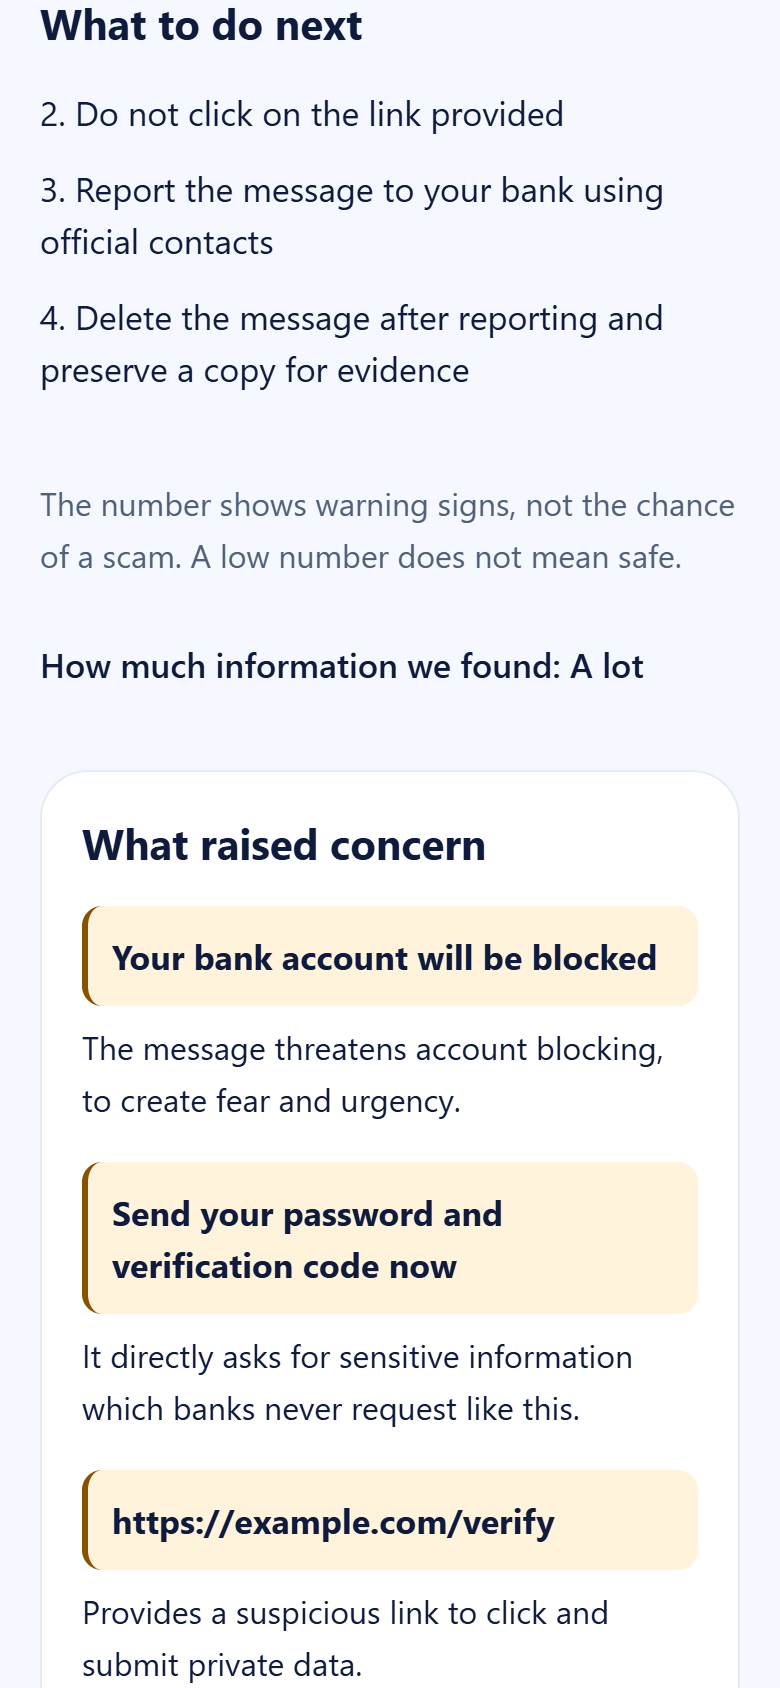 What to do next
2. Do not click on the link provided
3. Report the message to your bank using
official contacts
4. Delete the message after reporting and
preserve a copy for evidence
The number shows warning signs, not the chance
of a scam. A low number does not mean safe.
How much information we found: A lot
What raised concern
Your bank account will be blocked
The message threatens account blocking,
to create fear and urgency.
Send your password and
verification code now
It directly asks for sensitive information
which banks never request like this.
https://example.com/verify
Provides a suspicious link to click and
submit private data.